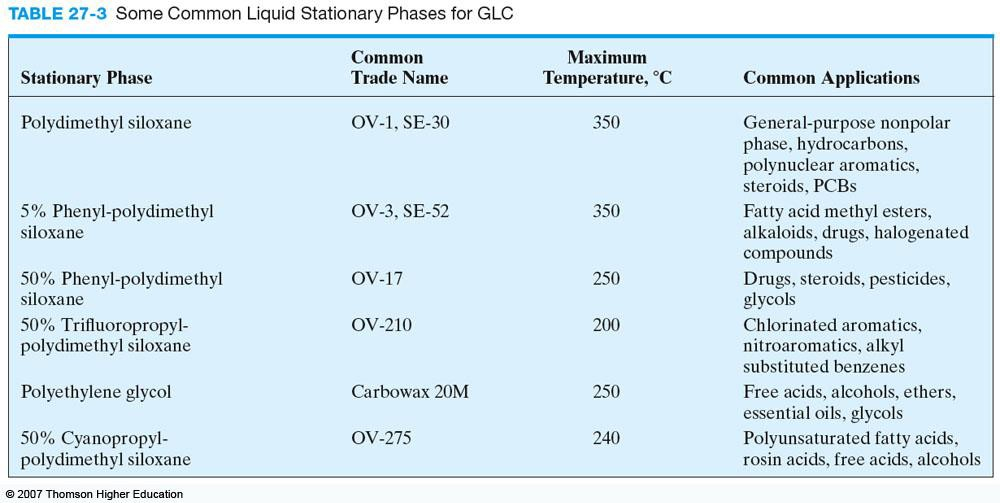 TABLE 27-3 Some Common Liquid Stationary Phases for GLC
Stationary Phase Common Trade Name Maximum Temperature, °C Common Applications
Polydimethyl siloxane OV-1, SE-30 350 General-purpose nonpolar
phase, hydrocarbons,
polynuclear aromatics,
steroids, PCBs
5% Phenyl-polydimethyl OV-3, SE-52 350 Fatty acid methyl esters,
siloxane alkaloids, drugs, halogenated
compounds
50% Phenyl-polydimethyl OV-17 250 Drugs, steroids, pesticides,
siloxane glycols
50% Trifluoropropyl- OV-210 200 Chlorinated aromatics,
polydimethyl siloxane nitroaromatics, alkyl
substituted benzenes
Polyethylene glycol Carbowax 20M 250 Free acids, alcohols, ethers,
essential oils, glycols
50% Cyanopropyl- OV-275 240 Polyunsaturated fatty acids,
polydimethyl siloxane rosin acids, free acids, alcohols
© 2007 Thomson Higher Education